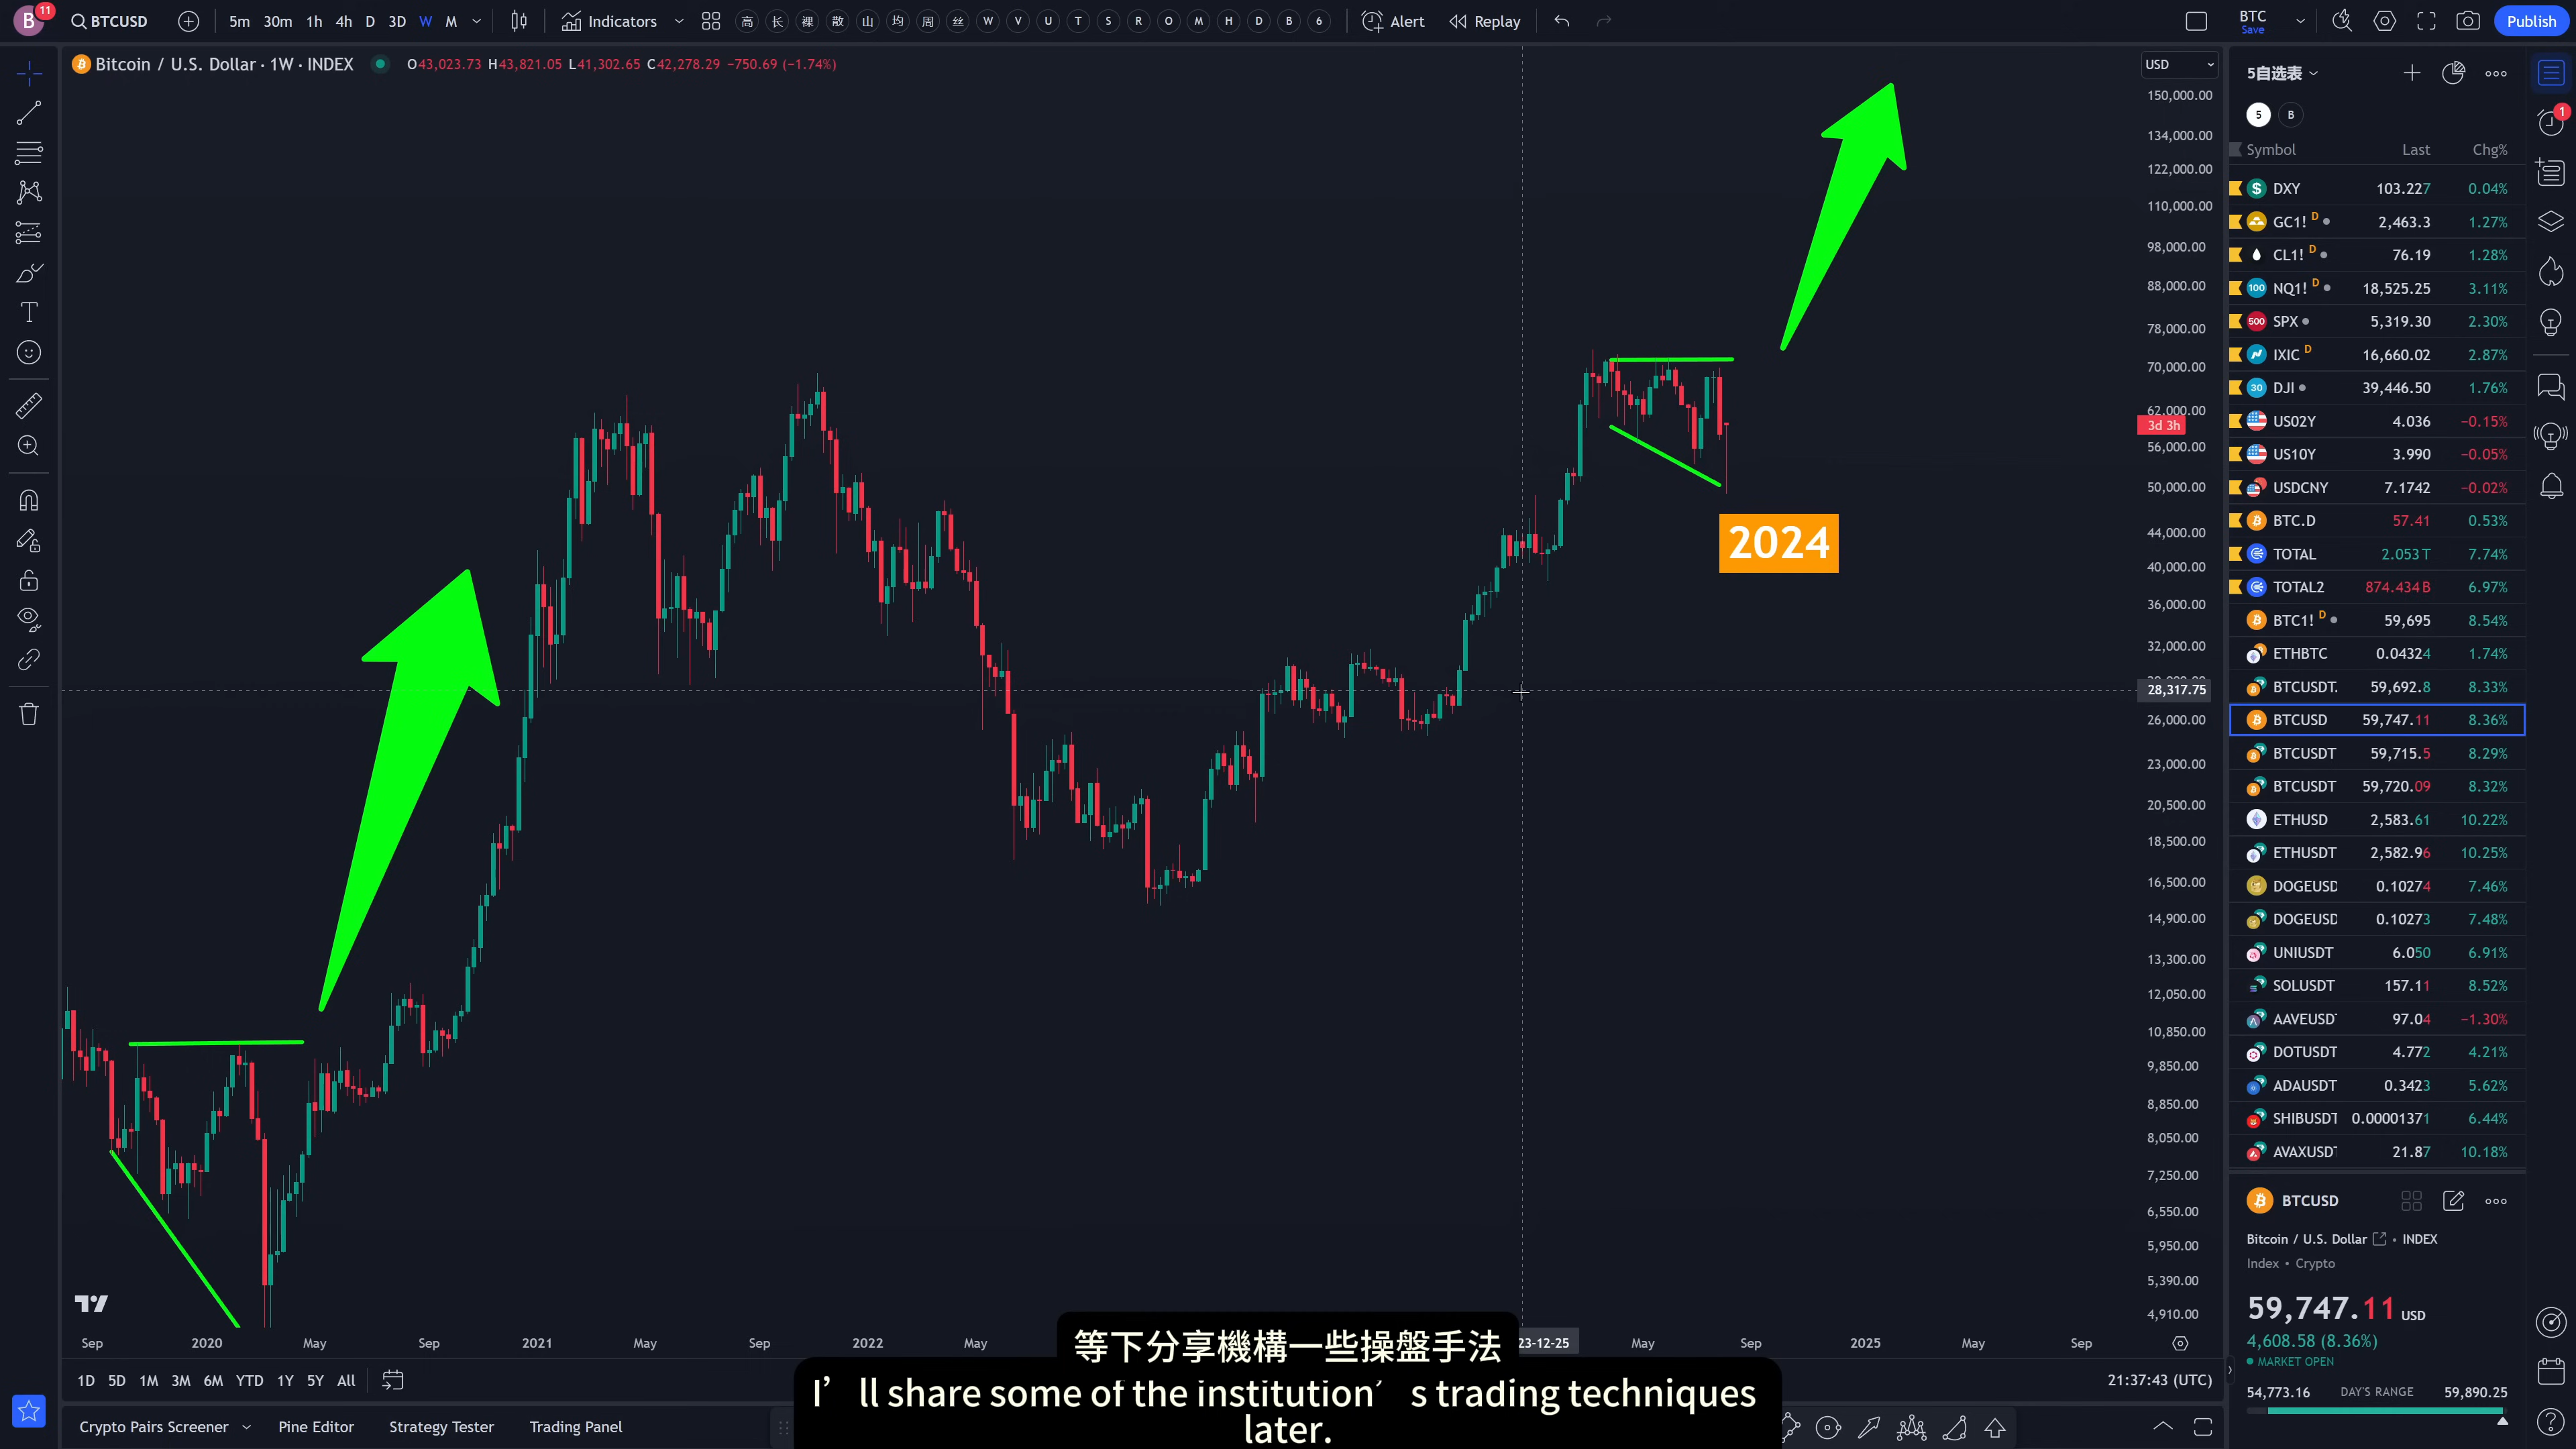 B 11 BTCUSD 5m 30m 1h 4h D 3D W M Indicators 高 长 裸 散 山 均 周 丝 W V U T S R O M H D B 6 Alert Replay BTC Save Publish
Bitcoin / U.S. Dollar · 1W · INDEX O43,023.73 H43,821.05 L41,302.65 C42,278.29 −750.69 (−1.74%)
USD
150,000.00
134,000.00
122,000.00
110,000.00
98,000.00
88,000.00
78,000.00
70,000.00
62,000.00
3d 3h
56,000.00
50,000.00
44,000.00
40,000.00
36,000.00
32,000.00
28,317.75
26,000.00
23,000.00
20,500.00
18,500.00
16,500.00
14,900.00
13,300.00
12,050.00
10,850.00
9,850.00
8,850.00
8,050.00
7,250.00
6,550.00
5,950.00
5,390.00
4,910.00
2024
Sep 2020 May Sep 2021 May Sep 2022 May 23-12-25 May Sep 2025 May Sep
等下分享機構一些操盤手法
I'll share some of the institution's trading techniques
later.
1D 5D 1M 3M 6M YTD 1Y 5Y All
21:37:43 (UTC)
Crypto Pairs Screener Pine Editor Strategy Tester Trading Panel
5自选表
5 B
Symbol Last Chg%
DXY 103.227 0.04%
GC1! D 2,463.3 1.27%
CL1! D 76.19 1.28%
NQ1! D 18,525.25 3.11%
SPX 5,319.30 2.30%
IXIC D 16,660.02 2.87%
DJI 39,446.50 1.76%
US02Y 4.036 −0.15%
US10Y 3.990 −0.05%
USDCNY 7.1742 −0.02%
BTC.D 57.41 0.53%
TOTAL 2.053T 7.74%
TOTAL2 874.434B 6.97%
BTC1! D 59,695 8.54%
ETHBTC 0.04324 1.74%
BTCUSDT. 59,692.8 8.33%
BTCUSD 59,747.11 8.36%
BTCUSDT 59,715.5 8.29%
BTCUSDT 59,720.09 8.32%
ETHUSD 2,583.61 10.22%
ETHUSDT 2,582.96 10.25%
DOGEUSD 0.10274 7.46%
DOGEUSD 0.10273 7.48%
UNIUSDT 6.050 6.91%
SOLUSDT 157.11 8.52%
AAVEUSD 97.04 −1.30%
DOTUSDT 4.772 4.21%
ADAUSDT 0.3423 5.62%
SHIBUSDT 0.00001371 6.44%
AVAXUSD 21.87 10.18%
BTCUSD
Bitcoin / U.S. Dollar • INDEX
Index • Crypto
59,747.11 USD
4,608.58 (8.36%)
MARKET OPEN
54,773.16 DAY'S RANGE 59,890.25